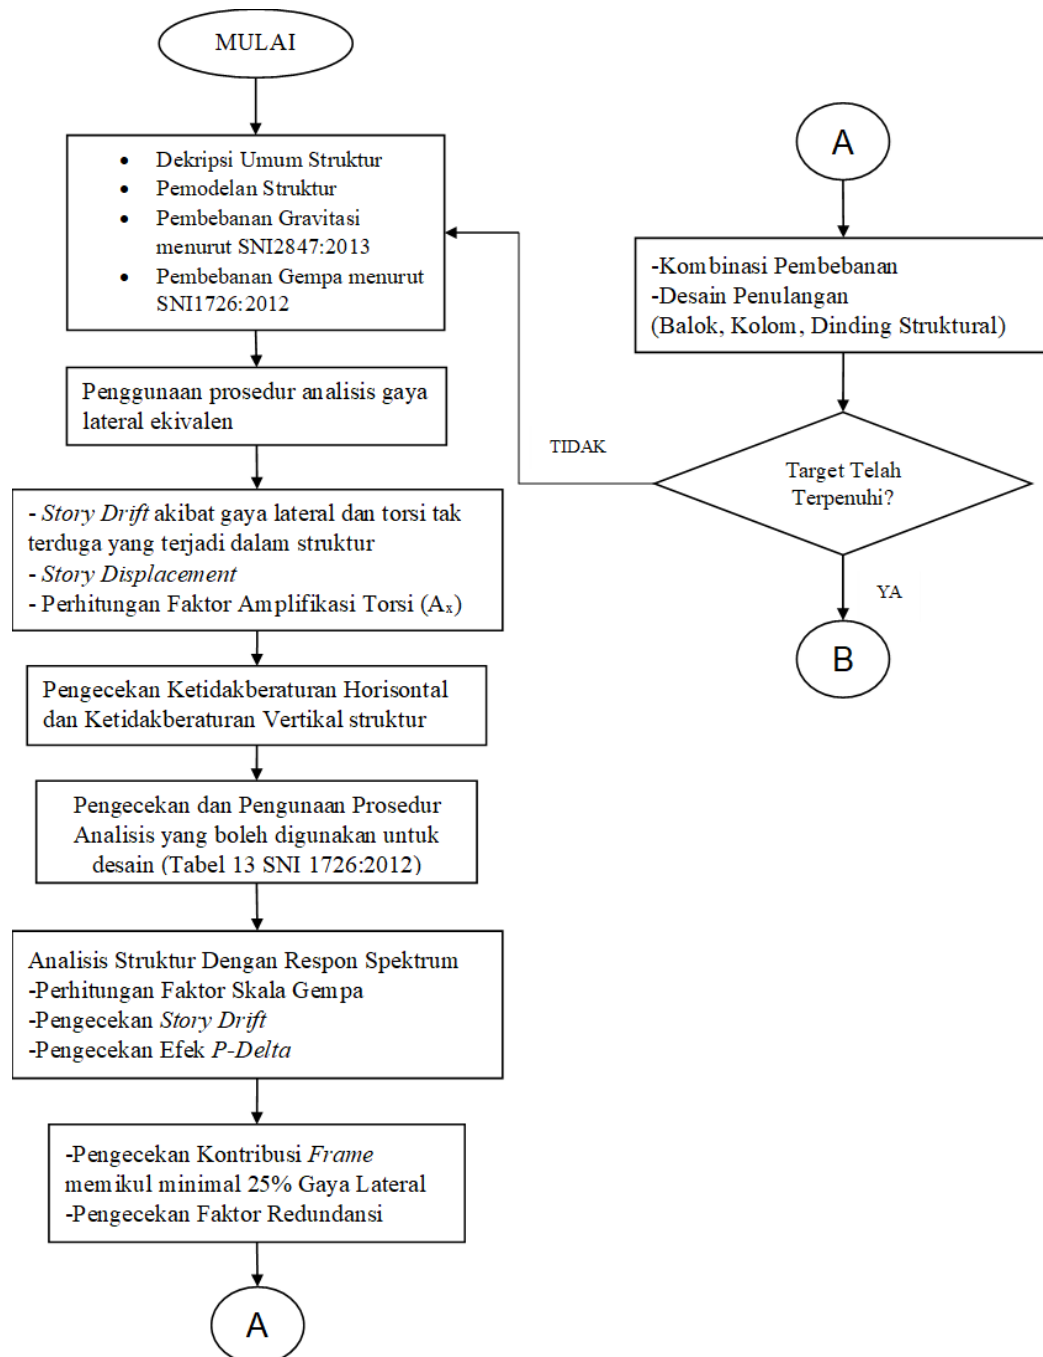 MULAI
• Dekripsi Umum Struktur
• Pemodelan Struktur
• Pembebanan Gravitasi
menurut SNI2847:2013
• Pembebanan Gempa menurut
SNI1726:2012
Penggunaan prosedur analisis gaya
lateral ekivalen
- Story Drift akibat gaya lateral dan torsi tak
terduga yang terjadi dalam struktur
- Story Displacement
- Perhitungan Faktor Amplifikasi Torsi (Aₓ)
Pengecekan Ketidakberaturan Horisontal
dan Ketidakberaturan Vertikal struktur
Pengecekan dan Pengunaan Prosedur
Analisis yang boleh digunakan untuk
desain (Tabel 13 SNI 1726:2012)
Analisis Struktur Dengan Respon Spektrum
-Perhitungan Faktor Skala Gempa
-Pengecekan Story Drift
-Pengecekan Efek P-Delta
-Pengecekan Kontribusi Frame
memikul minimal 25% Gaya Lateral
-Pengecekan Faktor Redundansi
A
A
-Kombinasi Pembebanan
-Desain Penulangan
(Balok, Kolom, Dinding Struktural)
TIDAK
Target Telah
Terpenuhi?
YA
B